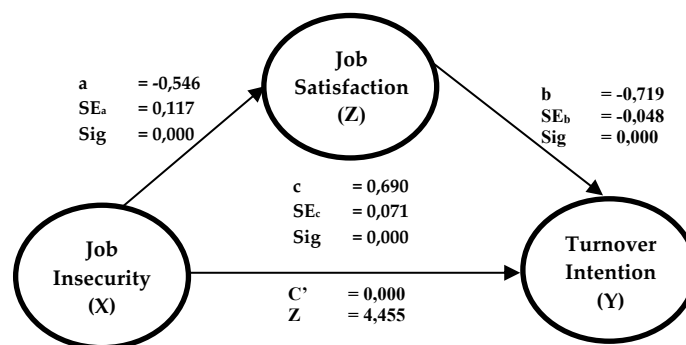 Job
Satisfaction
(Z)
a = -0,546
SEa = 0,117
Sig = 0,000
b = -0,719
SEb = -0,048
Sig = 0,000
c = 0,690
SEc = 0,071
Sig = 0,000
Job
Insecurity
(X)
Turnover
Intention
(Y)
C’ = 0,000
Z = 4,455